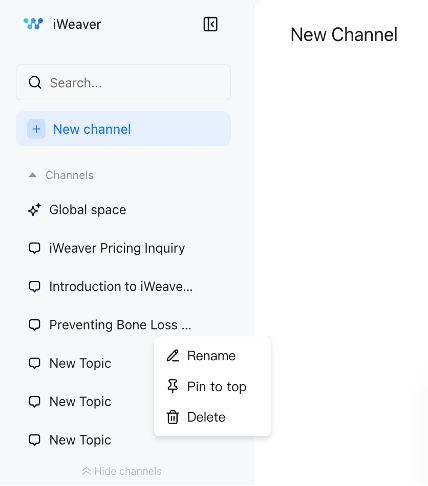 iWeaver
New Channel
Search...
New channel
Channels
Global space
iWeaver Pricing Inquiry
Introduction to iWeave...
Preventing Bone Loss ...
Rename
New Topic
Pin to top
New Topic
Delete
New Topic
Hide channels